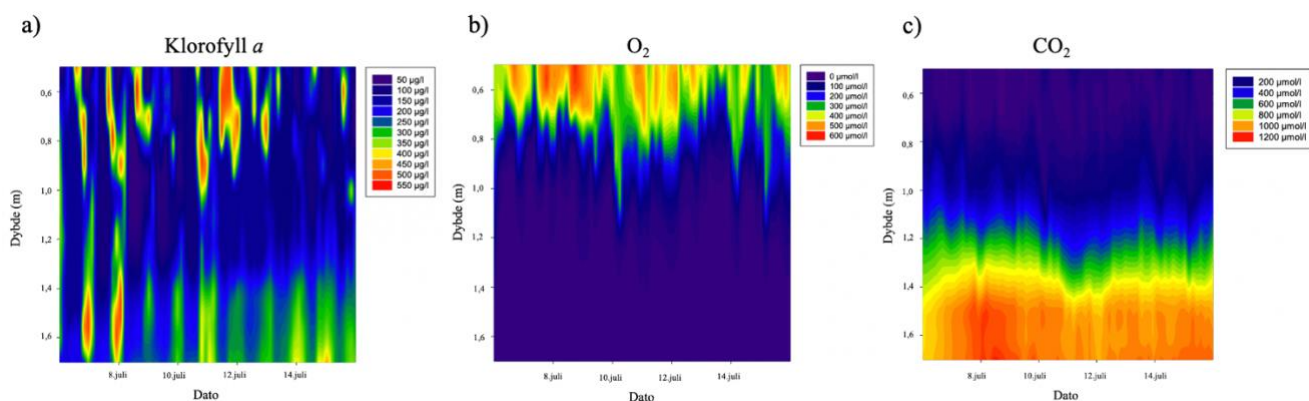 a)
Klorofyll a
Dybde (m)
0,6
0,8
1,0
1,2
1,4
1,6
8.juli
10.juli
12.juli
14.juli
Dato
50 µg/l
100 µg/l
150 µg/l
200 µg/l
250 µg/l
300 µg/l
350 µg/l
400 µg/l
450 µg/l
500 µg/l
550 µg/l
b)
O₂
Dybde (m)
0,6
0,8
1,0
1,2
1,4
1,6
8.juli
10.juli
12.juli
14.juli
Dato
0 µmol/l
100 µmol/l
200 µmol/l
300 µmol/l
400 µmol/l
500 µmol/l
600 µmol/l
c)
CO₂
Dybde (m)
0,6
0,8
1,0
1,2
1,4
1,6
8.juli
10.juli
12.juli
14.juli
Dato
200 µmol/l
400 µmol/l
600 µmol/l
800 µmol/l
1000 µmol/l
1200 µmol/l